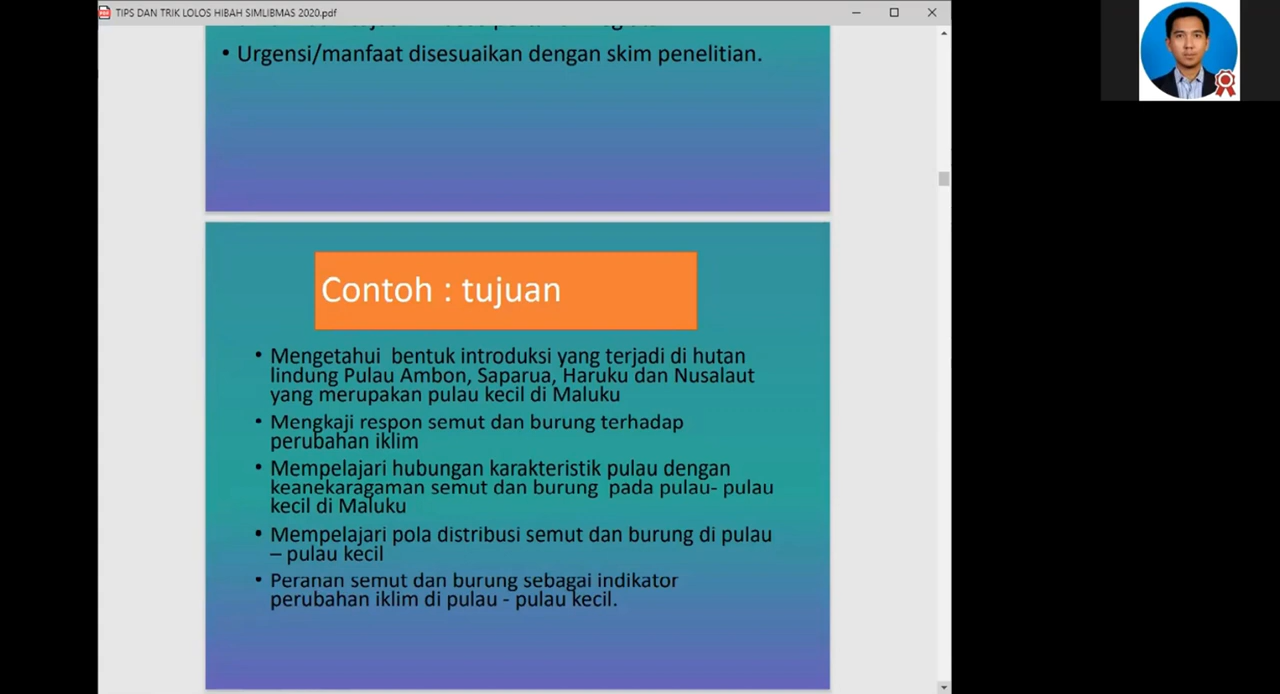 TIPS DAN TRIK LOLOS HIBAH SIMLIBMAS 2020.pdf
• Urgensi/manfaat disesuaikan dengan skim penelitian.
Contoh : tujuan
• Mengetahui bentuk introduksi yang terjadi di hutan
lindung Pulau Ambon, Saparua, Haruku dan Nusalaut
yang merupakan pulau kecil di Maluku
• Mengkaji respon semut dan burung terhadap
perubahan iklim
• Mempelajari hubungan karakteristik pulau dengan
keanekaragaman semut dan burung pada pulau- pulau
kecil di Maluku
• Mempelajari pola distribusi semut dan burung di pulau
– pulau kecil
• Peranan semut dan burung sebagai indikator
perubahan iklim di pulau - pulau kecil.